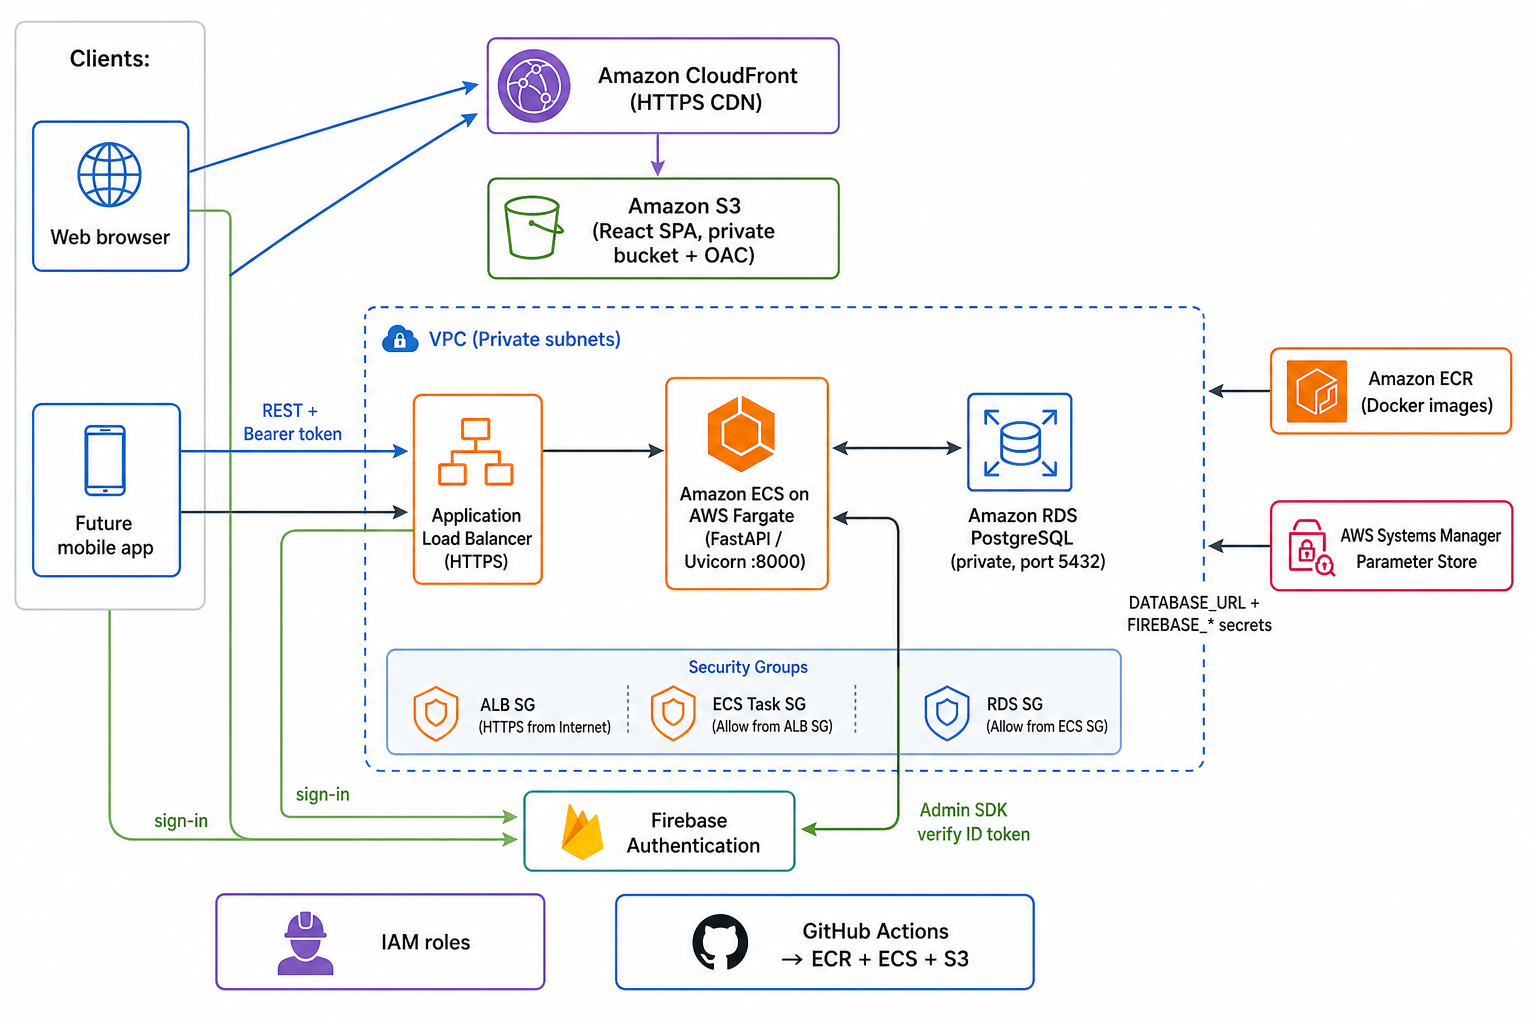 Clients:
Web browser
Future
mobile app
Amazon CloudFront
(HTTPS CDN)
Amazon S3
(React SPA, private
bucket + OAC)
VPC (Private subnets)
REST +
Bearer token
Application
Load Balancer
(HTTPS)
Amazon ECS on
AWS Fargate
(FastAPI /
Uvicorn :8000)
Amazon RDS
PostgreSQL
(private, port 5432)
Amazon ECR
(Docker images)
AWS Systems Manager
Parameter Store
DATABASE_URL +
FIREBASE_* secrets
Security Groups
ALB SG
(HTTPS from Internet)
ECS Task SG
(Allow from ALB SG)
RDS SG
(Allow from ECS SG)
sign-in
sign-in
Firebase
Authentication
Admin SDK
verify ID token
IAM roles
GitHub Actions
→ ECR + ECS + S3